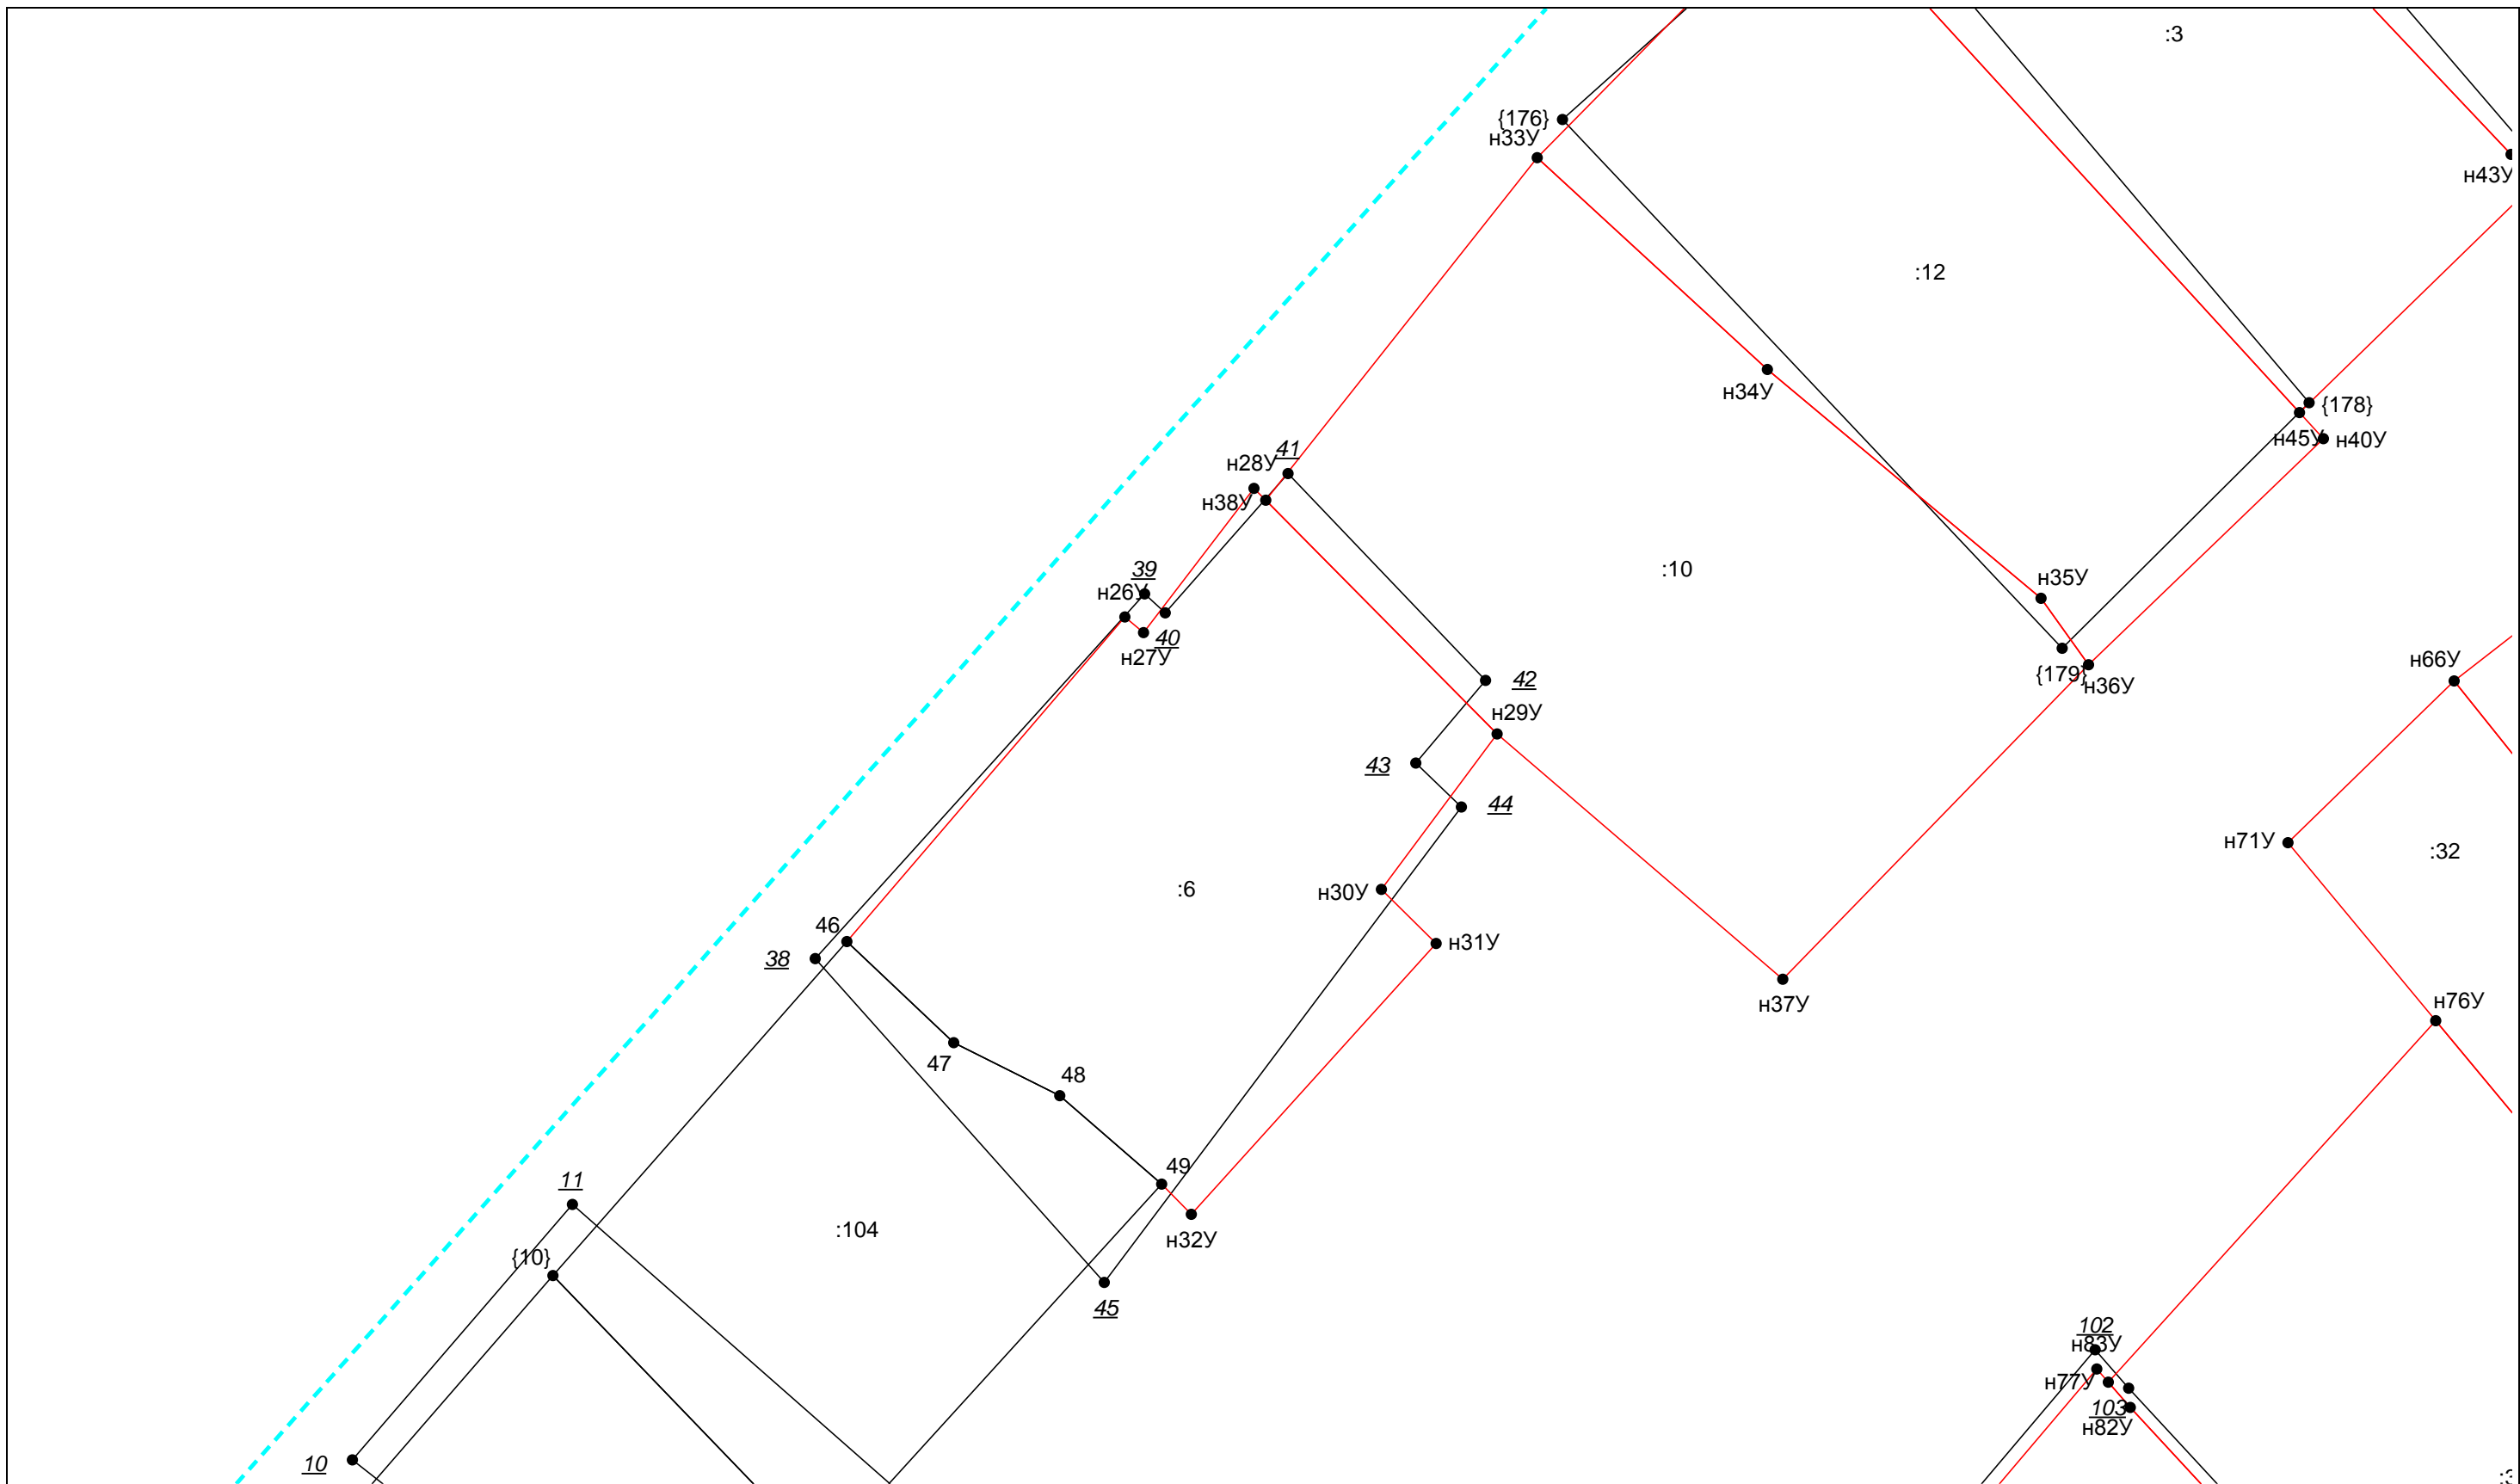 :3
{176}
н33У
н43У
:12
н34У
{178}
н45У
н40У
41
н28У
н38У
:10
39
н26У
н35У
40
н27У
{179}
н36У
н66У
42
н29У
43
44
н71У
:32
:6
н30У
46
н31У
38
н37У
н76У
47
48
49
11
:104
н32У
{10}
45
102
н83У
н77У
103
н82У
10